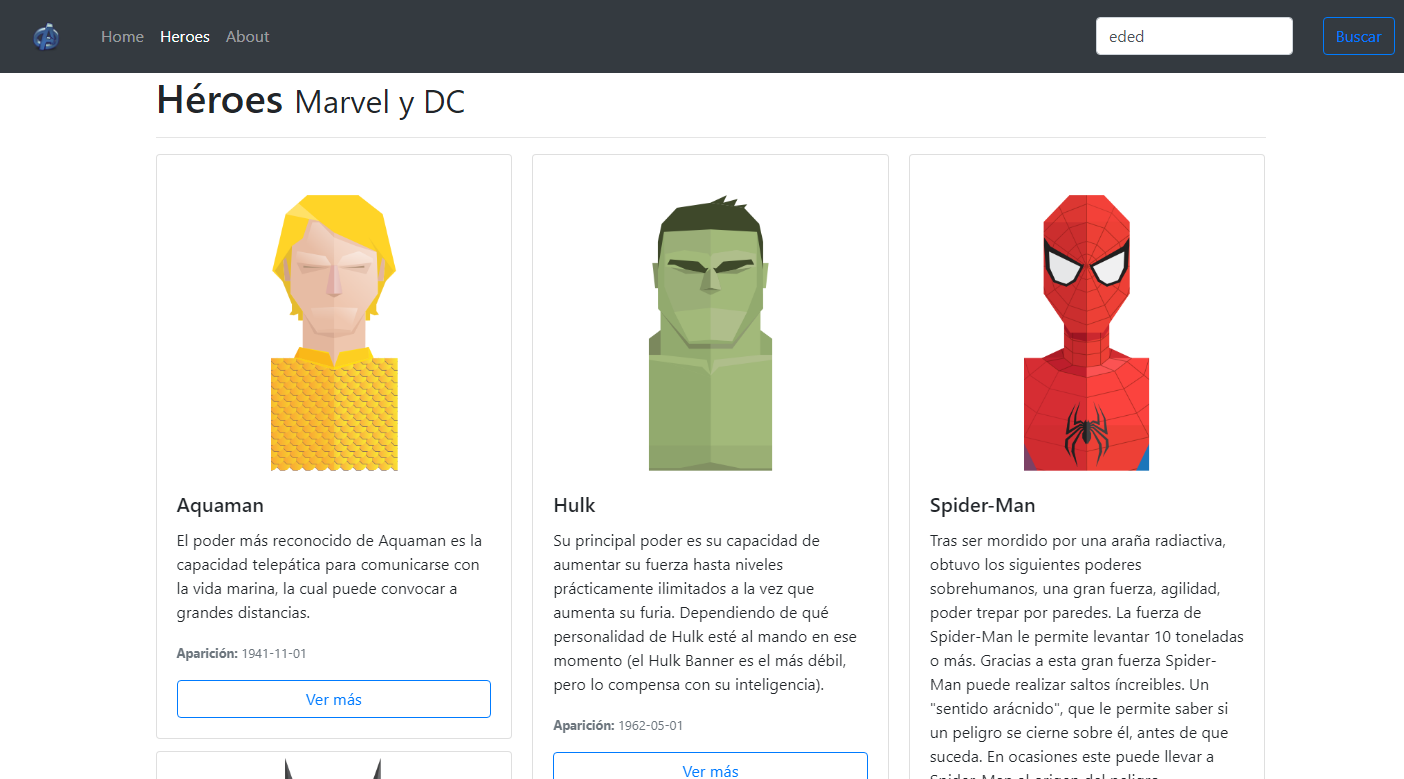 Home Heroes About eded Buscar
Héroes Marvel y DC
Aquaman
El poder más reconocido de Aquaman es la
capacidad telepática para comunicarse con
la vida marina, la cual puede convocar a
grandes distancias.
Aparición: 1941-11-01
Ver más
Hulk
Su principal poder es su capacidad de
aumentar su fuerza hasta niveles
prácticamente ilimitados a la vez que
aumenta su furia. Dependiendo de qué
personalidad de Hulk esté al mando en ese
momento (el Hulk Banner es el más débil,
pero lo compensa con su inteligencia).
Aparición: 1962-05-01
Ver más
Spider-Man
Tras ser mordido por una araña radiactiva,
obtuvo los siguientes poderes
sobrehumanos, una gran fuerza, agilidad,
poder trepar por paredes. La fuerza de
Spider-Man le permite levantar 10 toneladas
o más. Gracias a esta gran fuerza Spider-
Man puede realizar saltos íncreibles. Un
"sentido arácnido", que le permite saber si
un peligro se cierne sobre él, antes de que
suceda. En ocasiones este puede llevar a
Spider-Man al origen del peligro.